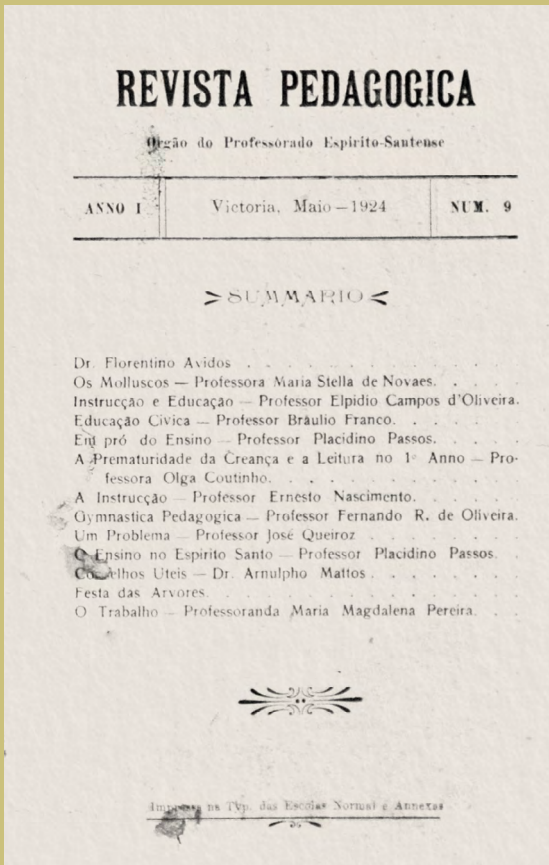 REVISTA PEDAGOGICA
Orgão do Professorado Espirito-Santense
ANNO I
Victoria, Maio — 1924
NUM. 9
SUMMARIO
Dr. Florentino Avidos . . . . . . . . . . . .
Os Molluscos — Professora Maria Stella de Novaes. . . . .
Instrucção e Educação — Professor Elpidio Campos d'Oliveira.
Educação Civica — Professor Bráulio Franco. . . . . .
Em pró do Ensino — Professor Placidino Passos. . . . .
A Prematuridade da Creança e a Leitura no 1º Anno — Pro-
fessora Olga Coutinho. . . . . . . . . . .
A Instrucção — Professor Ernesto Nascimento. . . . .
Gymnastica Pedagogica — Professor Fernando R. de Oliveira.
Um Problema — Professor José Queiroz . . . . . . .
O Ensino no Espirito Santo — Professor Placidino Passos.
Conselhos Uteis — Dr. Arnulpho Mattos . . . . . . .
Festa das Arvores. . . . . . . . . . . . .
O Trabalho — Professoranda Maria Magdalena Pereira. . .
Impressa na Typ. das Escolas Normal e Annexas